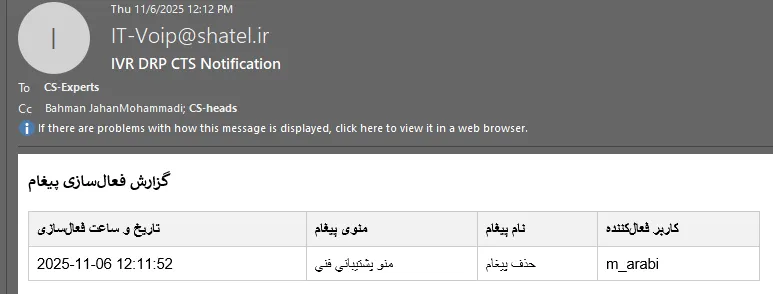 Thu 11/6/2025 12:12 PM
I
IT-Voip@shatel.ir
IVR DRP CTS Notification
To CS-Experts
Cc Bahman JahanMohammadi; CS-heads
If there are problems with how this message is displayed, click here to view it in a web browser.
گزارش فعال‌سازی پیغام
تاریخ و ساعت فعال‌سازی منوی پیغام نام پیغام کاربر فعال‌کننده
2025-11-06 12:11:52 منو پشتيباني فني حذف پیغام m_arabi